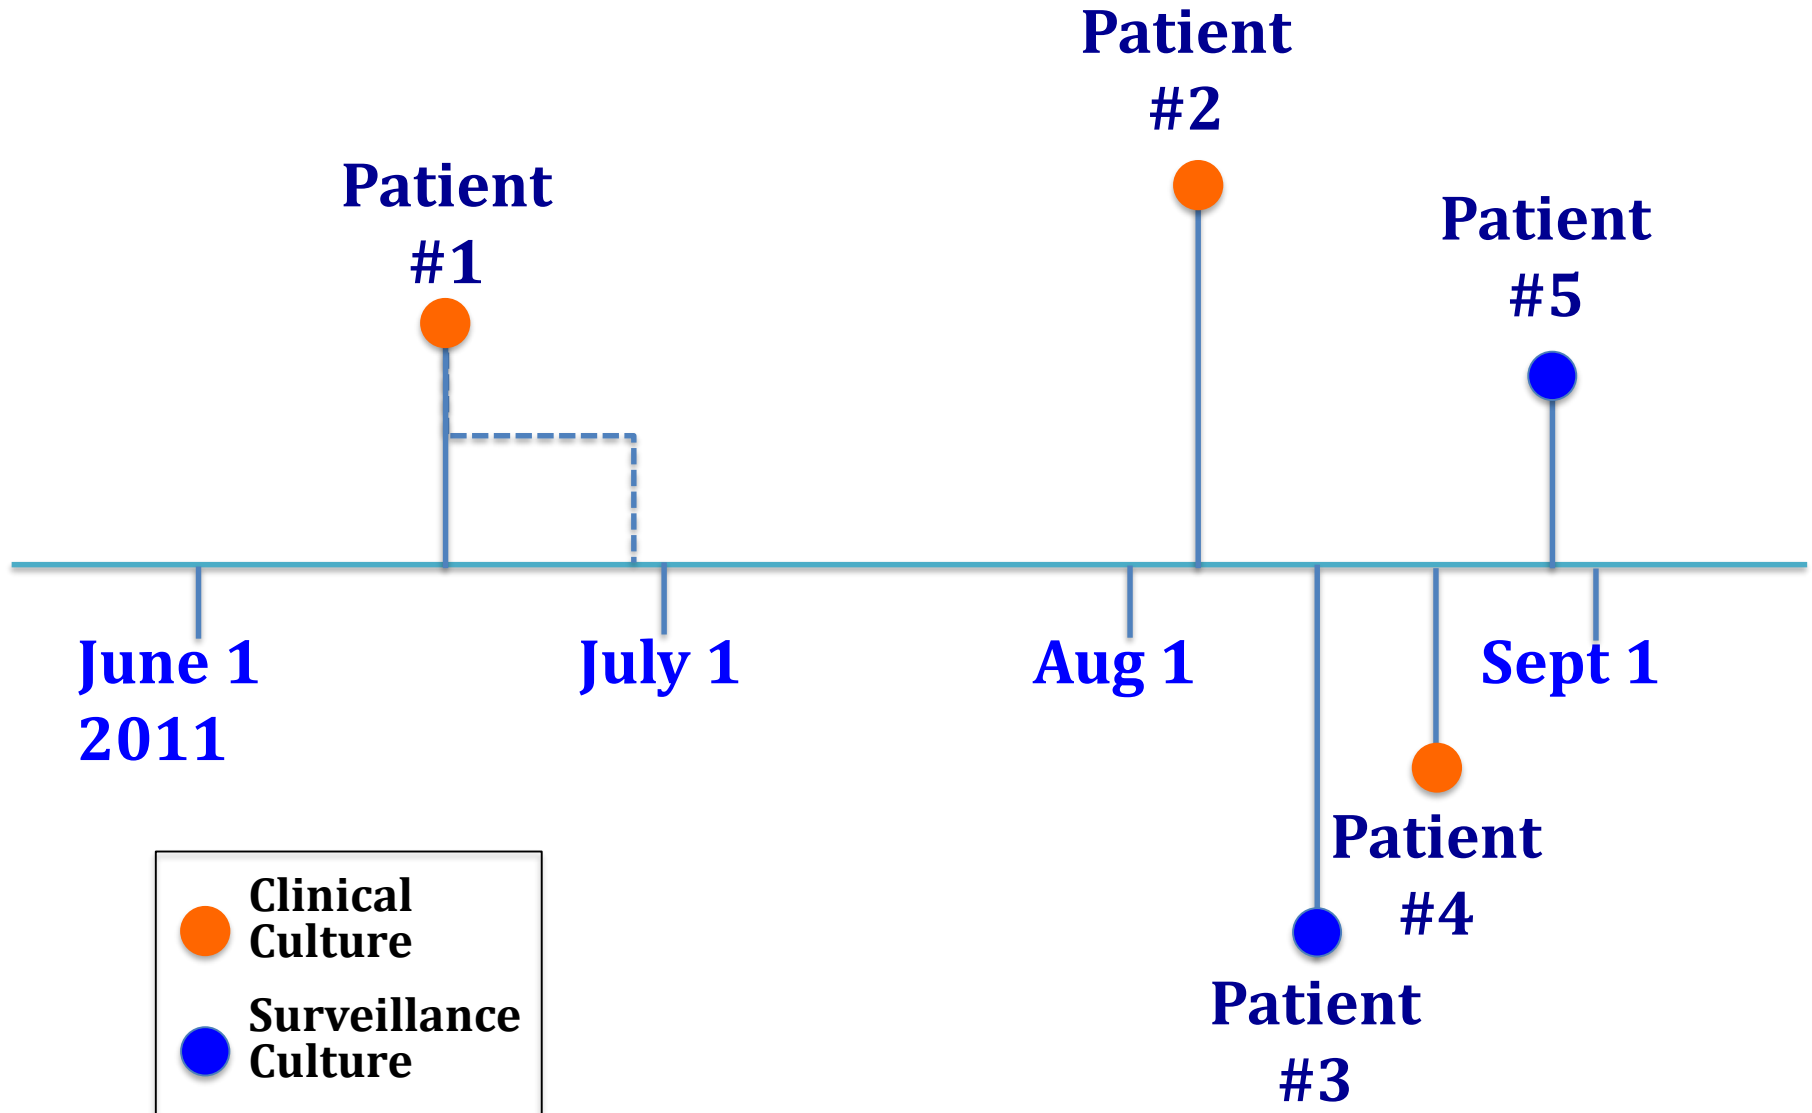 Patient
#2
Patient
#1
Patient
#5
June 1
2011
July 1
Aug 1
Sept 1
Patient
#4
Patient
#3
Clinical
Culture
Surveillance
Culture